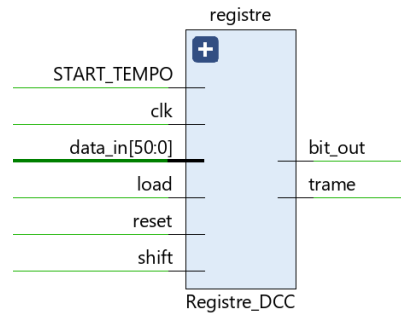 registre
START_TEMPO
clk
data_in[50:0]
bit_out
load
trame
reset
shift
Registre_DCC